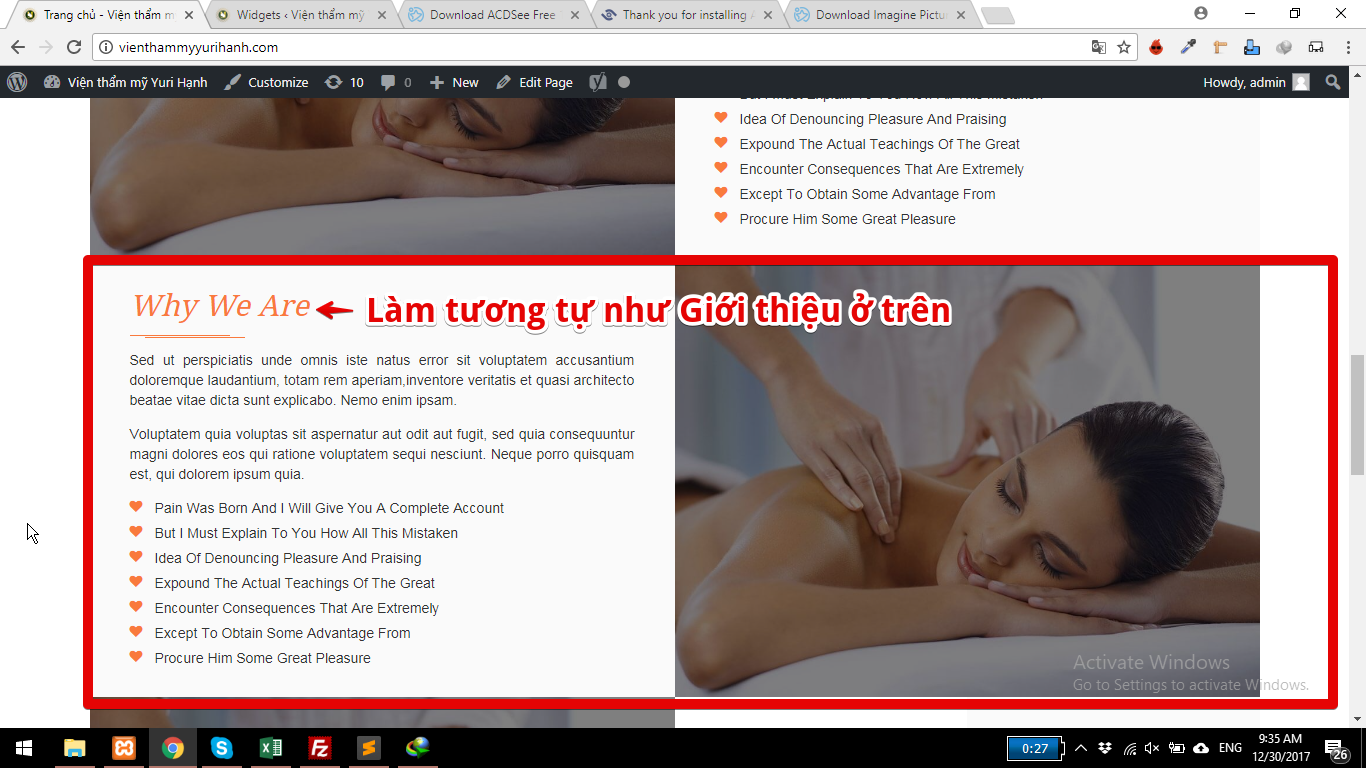 Trang chủ - Viện thẩm m
Widgets ‹ Viện thẩm mỹ
Download ACDSee Free
Thank you for installing
Download Imagine Pictu
vienthammyyurihanh.com
Viện thẩm mỹ Yuri Hạnh Customize 10 0 New Edit Page Howdy, admin
But I Must Explain To You How All This Mistaken
Idea Of Denouncing Pleasure And Praising
Expound The Actual Teachings Of The Great
Encounter Consequences That Are Extremely
Except To Obtain Some Advantage From
Procure Him Some Great Pleasure
Why We Are
Làm tương tự như Giới thiệu ở trên
Sed ut perspiciatis unde omnis iste natus error sit voluptatem accusantium
doloremque laudantium, totam rem aperiam,inventore veritatis et quasi architecto
beatae vitae dicta sunt explicabo. Nemo enim ipsam.
Voluptatem quia voluptas sit aspernatur aut odit aut fugit, sed quia consequuntur
magni dolores eos qui ratione voluptatem sequi nesciunt. Neque porro quisquam
est, qui dolorem ipsum quia.
Pain Was Born And I Will Give You A Complete Account
But I Must Explain To You How All This Mistaken
Idea Of Denouncing Pleasure And Praising
Expound The Actual Teachings Of The Great
Encounter Consequences That Are Extremely
Except To Obtain Some Advantage From
Procure Him Some Great Pleasure
Activate Windows
Go to Settings to activate Windows.
0:27
ENG
9:35 AM
12/30/2017
26